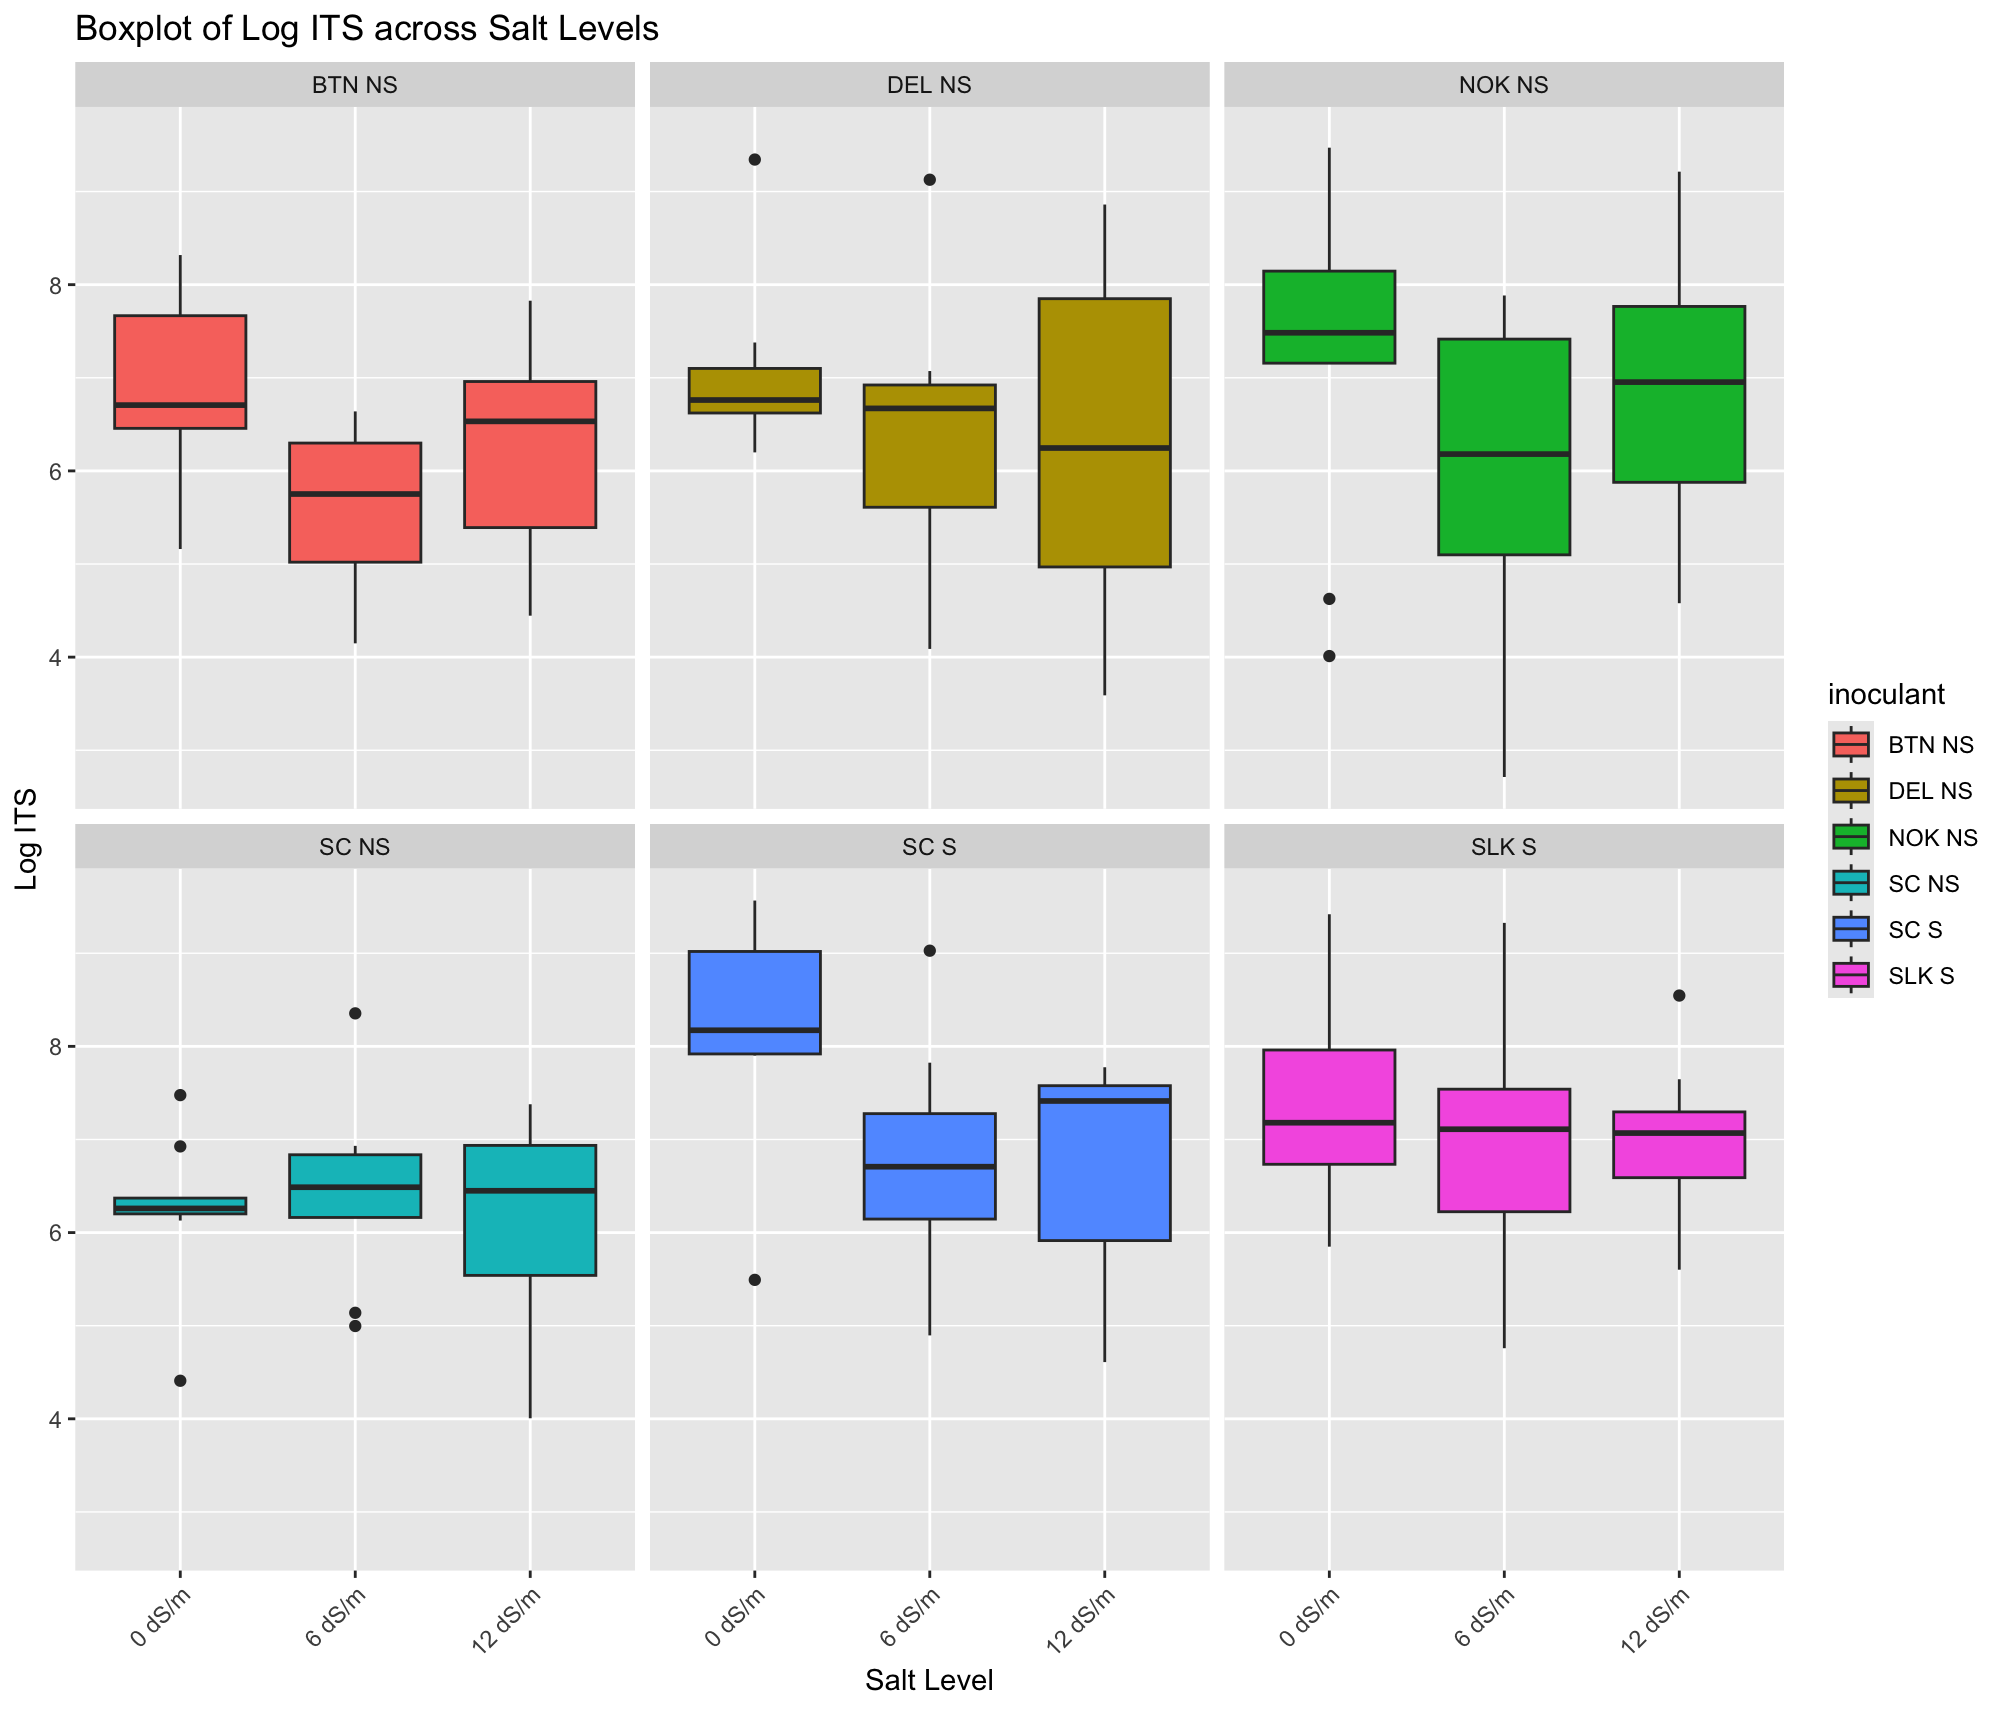 Boxplot of Log ITS across Salt Levels
BTN NS
DEL NS
NOK NS
8
6
4
SC NS
SC S
SLK S
8
6
4
Log ITS
0 dS/m
6 dS/m
12 dS/m
0 dS/m
6 dS/m
12 dS/m
0 dS/m
6 dS/m
12 dS/m
Salt Level
inoculant
BTN NS
DEL NS
NOK NS
SC NS
SC S
SLK S